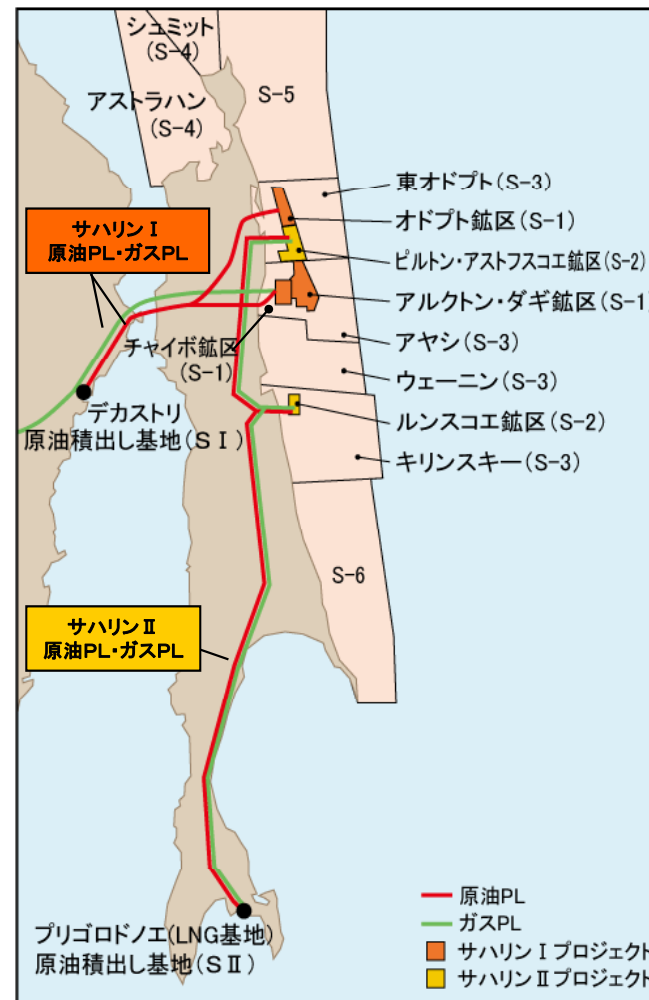 シュミット
(S-4)
アストラハン
(S-4)
S-5
東オドプト(S-3)
オドプト鉱区(S-1)
ピルトン・アストフスコエ鉱区(S-2)
アルクトン・ダギ鉱区(S-1)
アヤシ(S-3)
ウェーニン(S-3)
ルンスコエ鉱区(S-2)
キリンスキー(S-3)
サハリンⅠ
原油PL・ガスPL
チャイボ鉱区
(S-1)
デカストリ
原油積出し基地(SⅠ)
S-6
サハリンⅡ
原油PL・ガスPL
プリゴロドノエ(LNG基地)
原油積出し基地(SⅡ)
原油PL
ガスPL
サハリンⅠプロジェクト
サハリンⅡプロジェクト